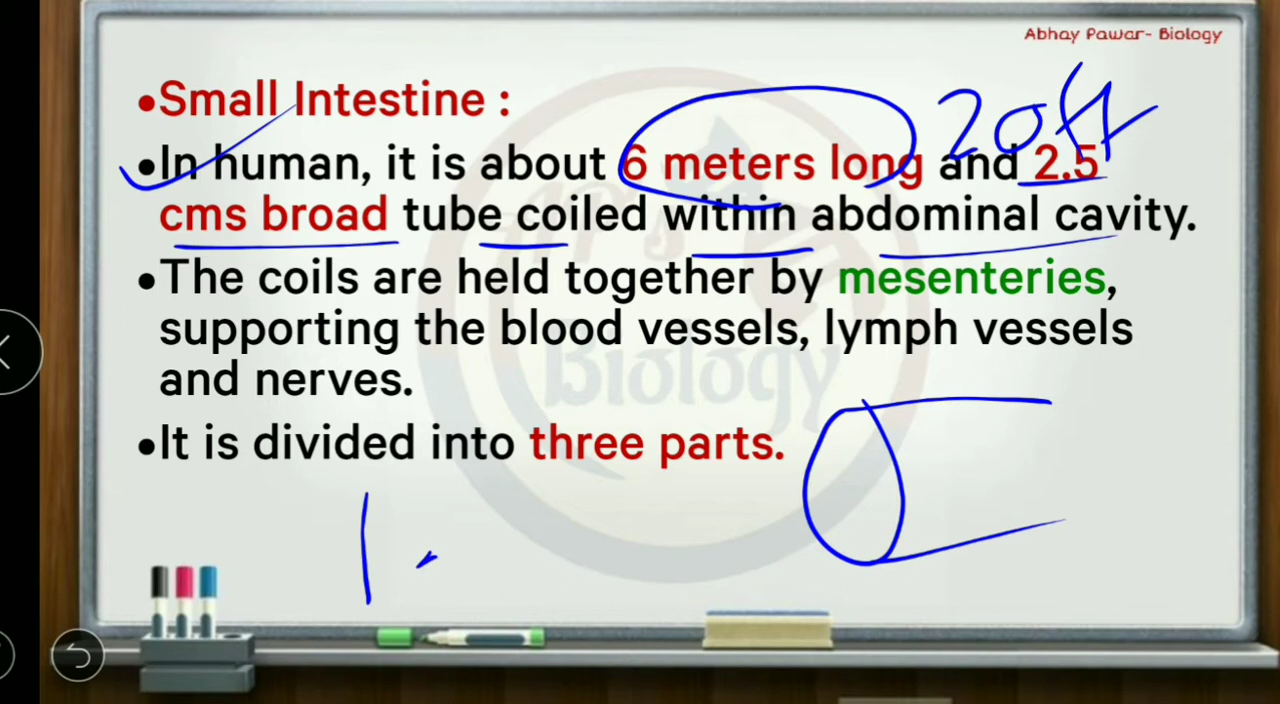 Abhay Pawar- Biology
•Small Intestine :
•In human, it is about 6 meters long and 2.5
20ft
cms broad tube coiled within abdominal cavity.
•The coils are held together by mesenteries,
supporting the blood vessels, lymph vessels
and nerves.
Biology
•It is divided into three parts.